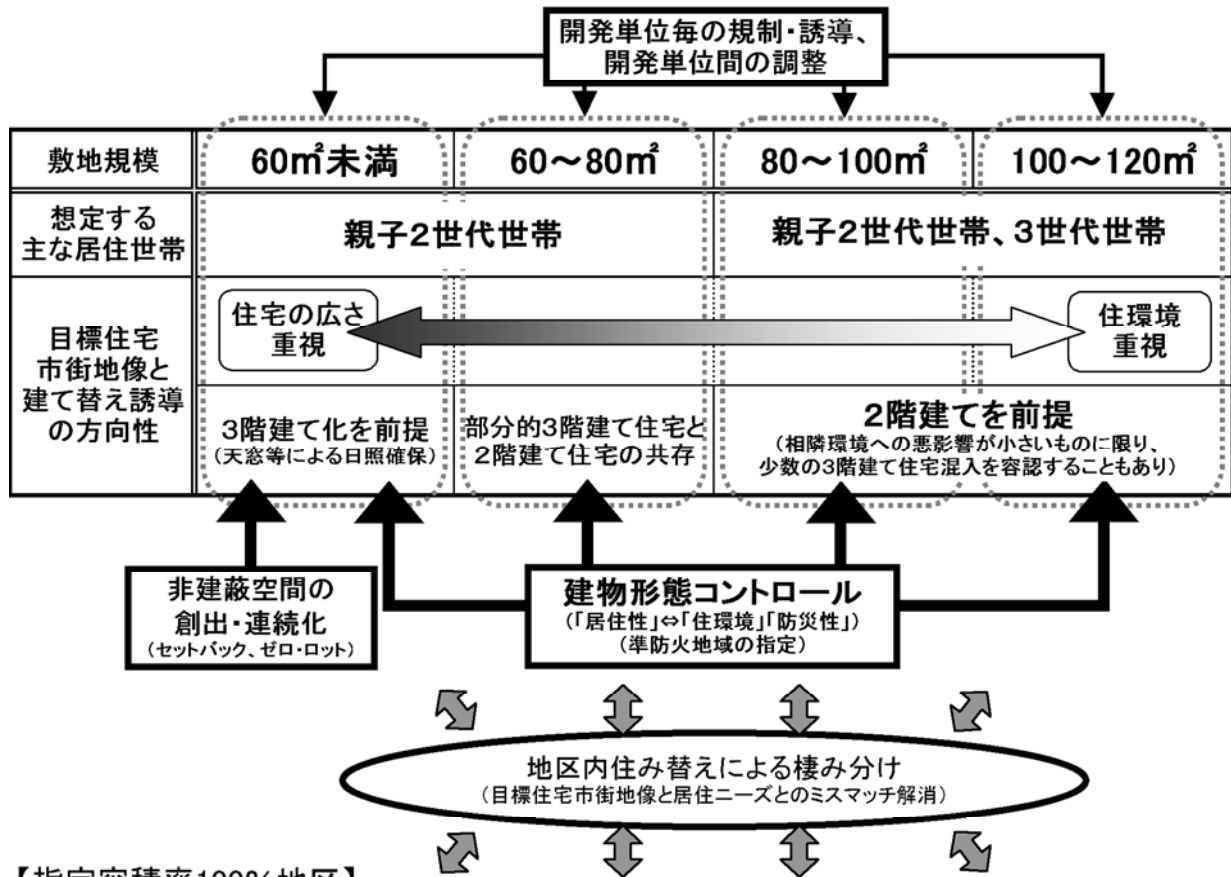 開発単位毎の規制・誘導、
開発単位間の調整
敷地規模
60㎡未満
60～80㎡
80～100㎡
100～120㎡
想定する
主な居住世帯
親子2世代世帯
親子2世代世帯、3世代世帯
目標住宅
市街地像と
建て替え誘導
の方向性
住宅の広さ
重視
住環境
重視
3階建て化を前提
(天窓等による日照確保)
部分的3階建て住宅と
2階建て住宅の共存
2階建てを前提
(相隣環境への悪影響が小さいものに限り、
少数の3階建て住宅混入を容認することもあり)
非建蔽空間の
創出・連続化
(セットバック、ゼロ・ロット)
建物形態コントロール
(「居住性」⇔「住環境」「防災性」)
(準防火地域の指定)
地区内住み替えによる棲み分け
(目標住宅市街地像と居住ニーズとのミスマッチ解消)
【指定容積率100%地区】